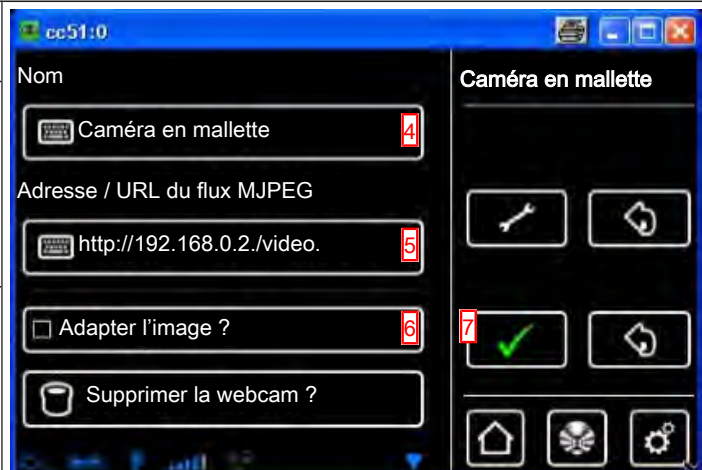 cc51:0
Nom
Caméra en mallette
4
Adresse / URL du flux MJPEG
http://192.168.0.2./video.
5
Adapter l'image ?
6
Supprimer la webcam ?
Caméra en mallette
7